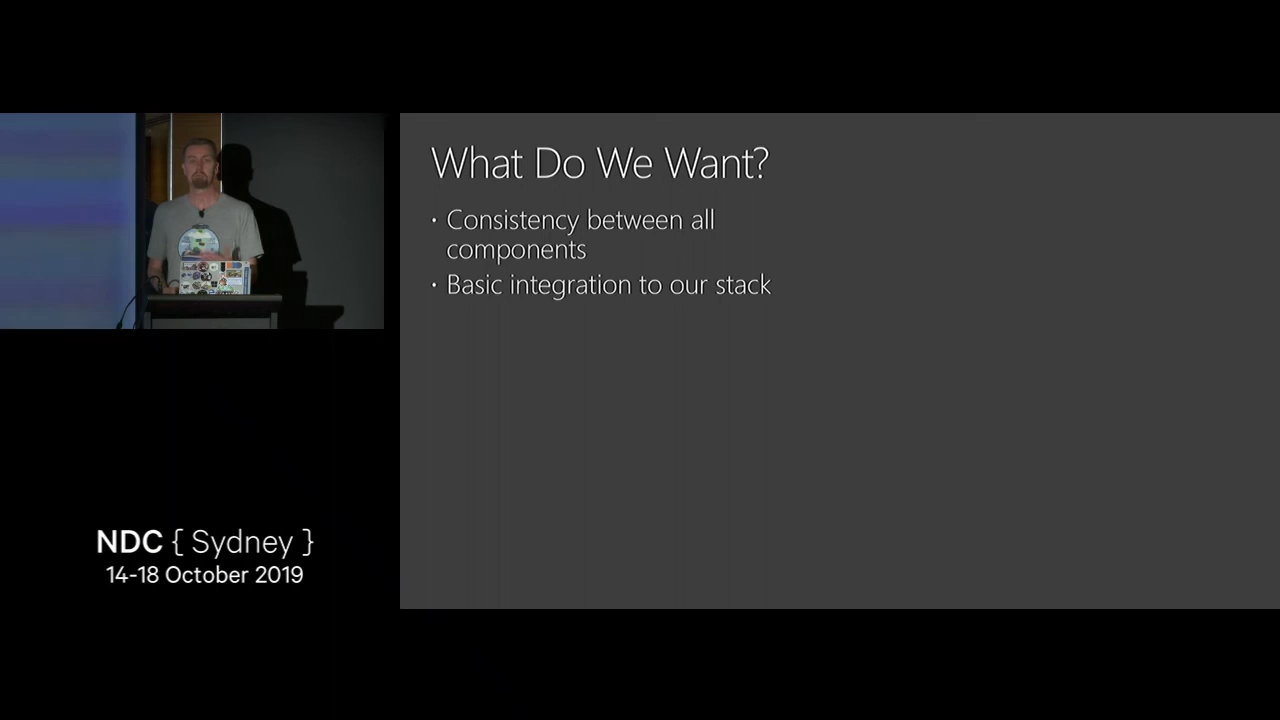 What Do We Want?
· Consistency between all
components
· Basic integration to our stack
NDC { Sydney }
14-18 October 2019